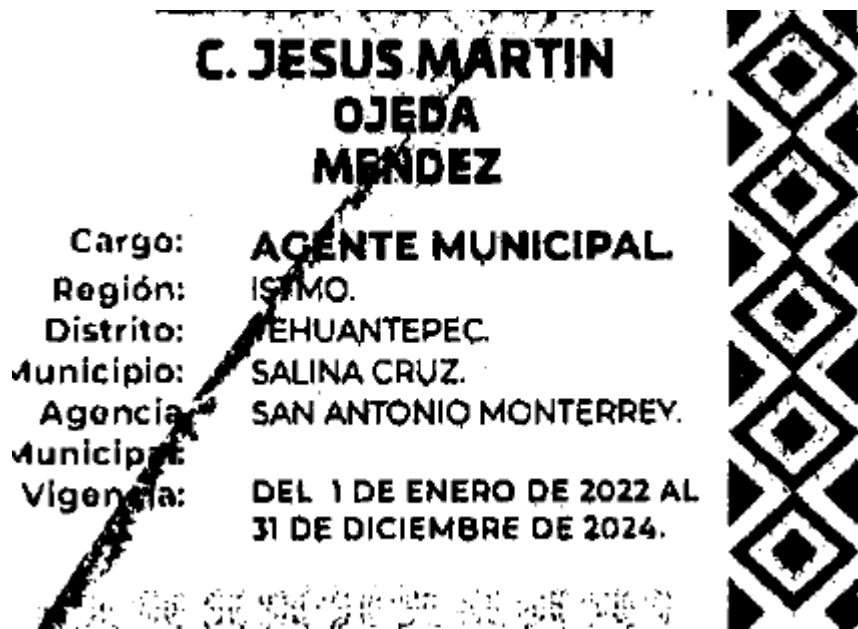 C. JESUS MARTIN
OJEDA
MENDEZ
Cargo: AGENTE MUNICIPAL.
Región: ISTMO.
Distrito: TEHUANTEPEC.
Municipio: SALINA CRUZ.
Agencia SAN ANTONIO MONTERREY.
Municipal:
Vigencia: DEL 1 DE ENERO DE 2022 AL
31 DE DICIEMBRE DE 2024.